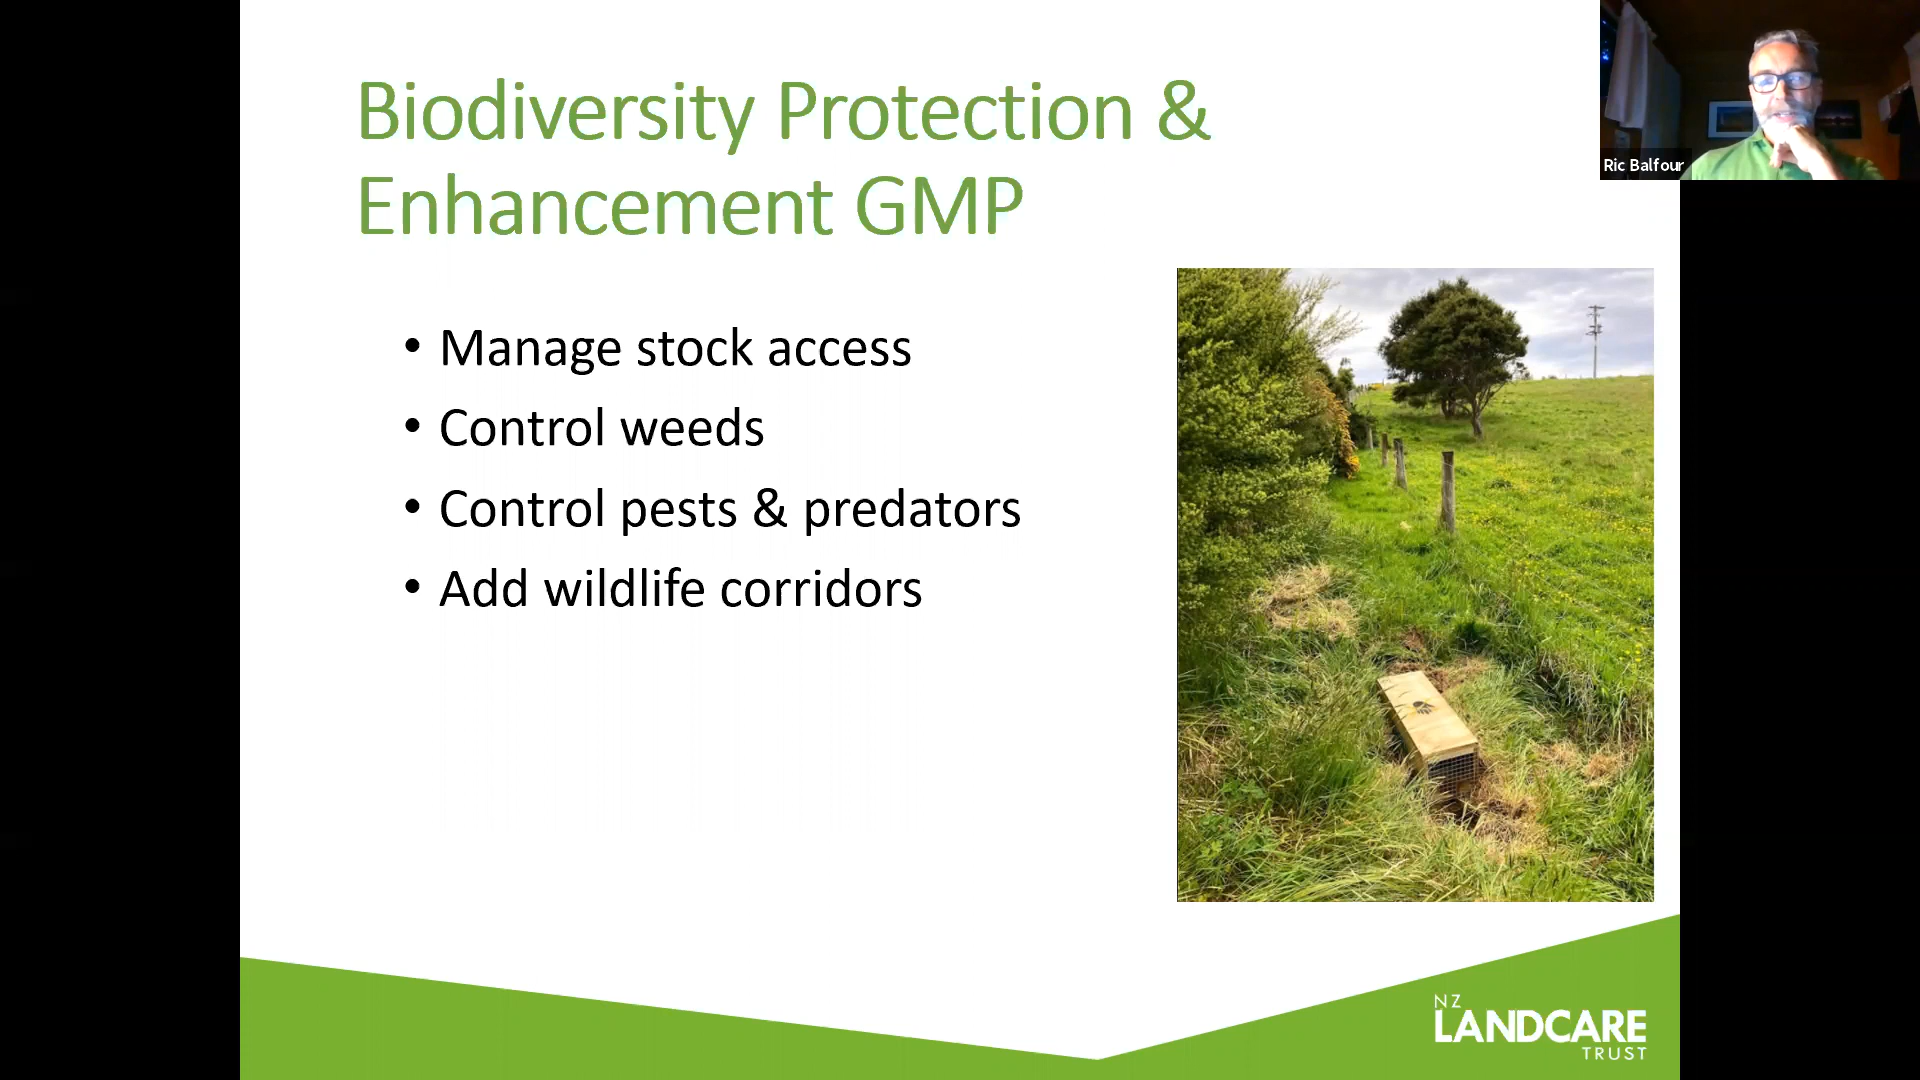 Biodiversity Protection &
Enhancement GMP
• Manage stock access
• Control weeds
• Control pests & predators
• Add wildlife corridors
Ric Balfour
NZ
LANDCARE
TRUST